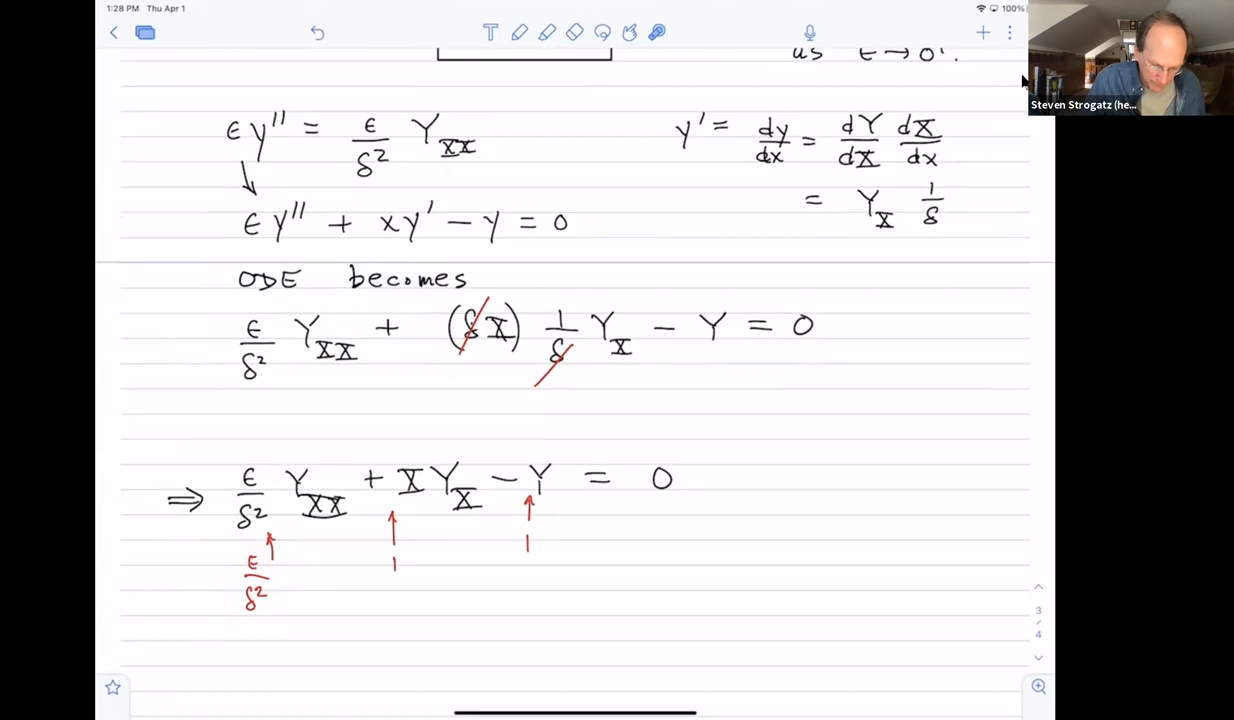 1:28 PM Thu Apr 1
100%
us ε → 0⁺.
Steven Strogatz (he...
εy'' = ε/δ² Y_XX
y' = dy/dx = dY/dX dX/dx
= Y_X 1/δ
εy'' + xy' − y = 0
ODE becomes
ε/δ² Y_XX + (δX) 1/δ Y_X − Y = 0
⇒ ε/δ² Y_XX + X Y_X − Y = 0
ε/δ² 1 1
3
/
4